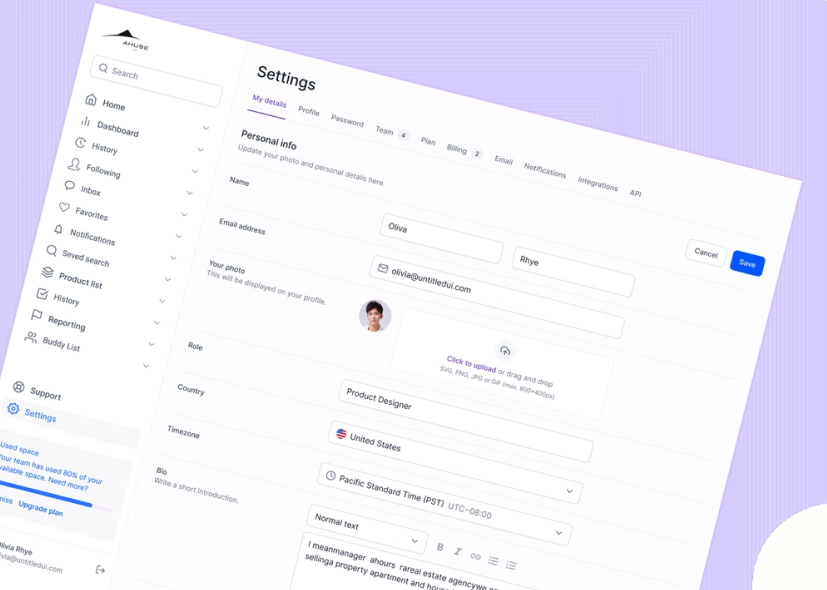 AHUSE
Search
Home
Dashboard
History
Following
Inbox
Favorites
Notifications
Seved search
Product list
History
Reporting
Buddy List
Support
Settings
Used space
Your team has used 80% of your
available space. Need more?
Upgrade plan
Olivia Rhye
olivia@untitledui.com
Settings
My details
Profile
Password
Team 4
Plan
Billing 2
Email
Notifications
Integrations
API
Personal info
Update your photo and personal details here.
Cancel
Save
Name
Oliva
Rhye
Email address
olivia@untitledui.com
Your photo
This will be displayed on your profile.
Click to upload or drag and drop
SVG, PNG, JPG or GIF (max. 800×400px)
Role
Product Designer
Country
United States
Timezone
Pacific Standard Time (PST) UTC−08:00
Bio
Write a short introduction.
Normal text
B I
I meanmanager ahours rareal estate agencywe
sellinga property apartment and